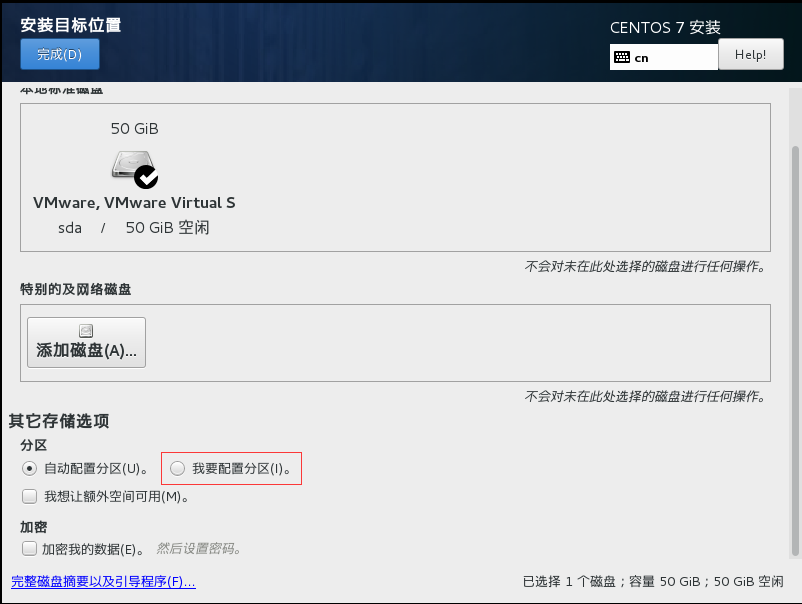 安装目标位置
CENTOS 7 安装
完成(D)
cn
Help!
本地标准磁盘
50 GiB
VMware, VMware Virtual S
sda / 50 GiB 空闲
不会对未在此处选择的磁盘进行任何操作。
特别的及网络磁盘
添加磁盘(A)...
不会对未在此处选择的磁盘进行任何操作。
其它存储选项
分区
自动配置分区(U)。 我要配置分区(I)。
我想让额外空间可用(M)。
加密
加密我的数据(E)。 然后设置密码。
完整磁盘摘要以及引导程序(F)...
已选择 1 个磁盘；容量 50 GiB；50 GiB 空闲